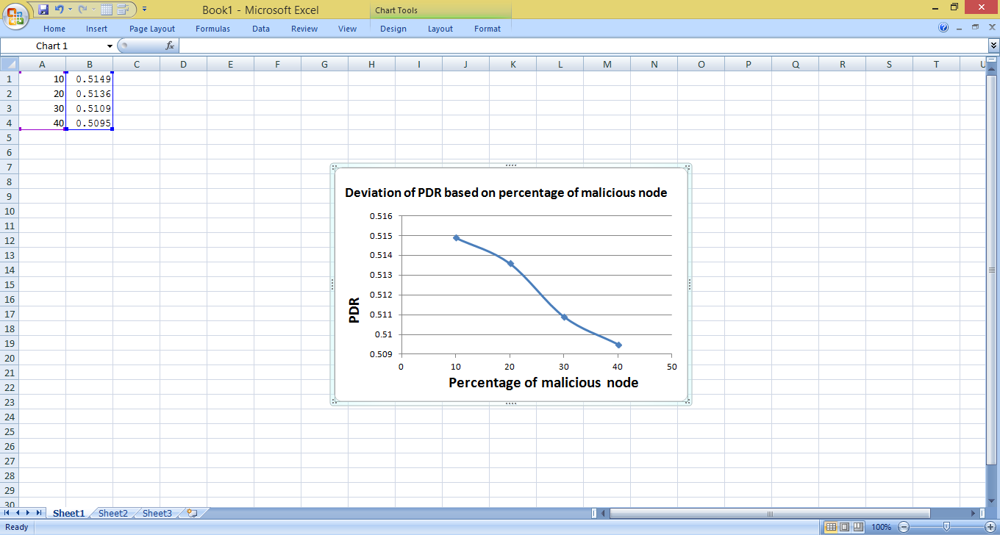 Book1 - Microsoft Excel
Chart Tools
Home Insert Page Layout Formulas Data Review View Design Layout Format
Chart 1 fx
A B C D E F G H I J K L M N O P Q R S T U
1 10 0.5149
2 20 0.5136
3 30 0.5109
4 40 0.5095
5
6
7
8
9
10
11
12
13
14
15
16
17
18
19
20
21
22
23
24
25
26
27
28
29
30
Deviation of PDR based on percentage of malicious node
0.516
0.515
0.514
0.513
0.512
0.511
0.51
0.509
PDR
0 10 20 30 40 50
Percentage of malicious node
Sheet1 Sheet2 Sheet3
Ready 100%